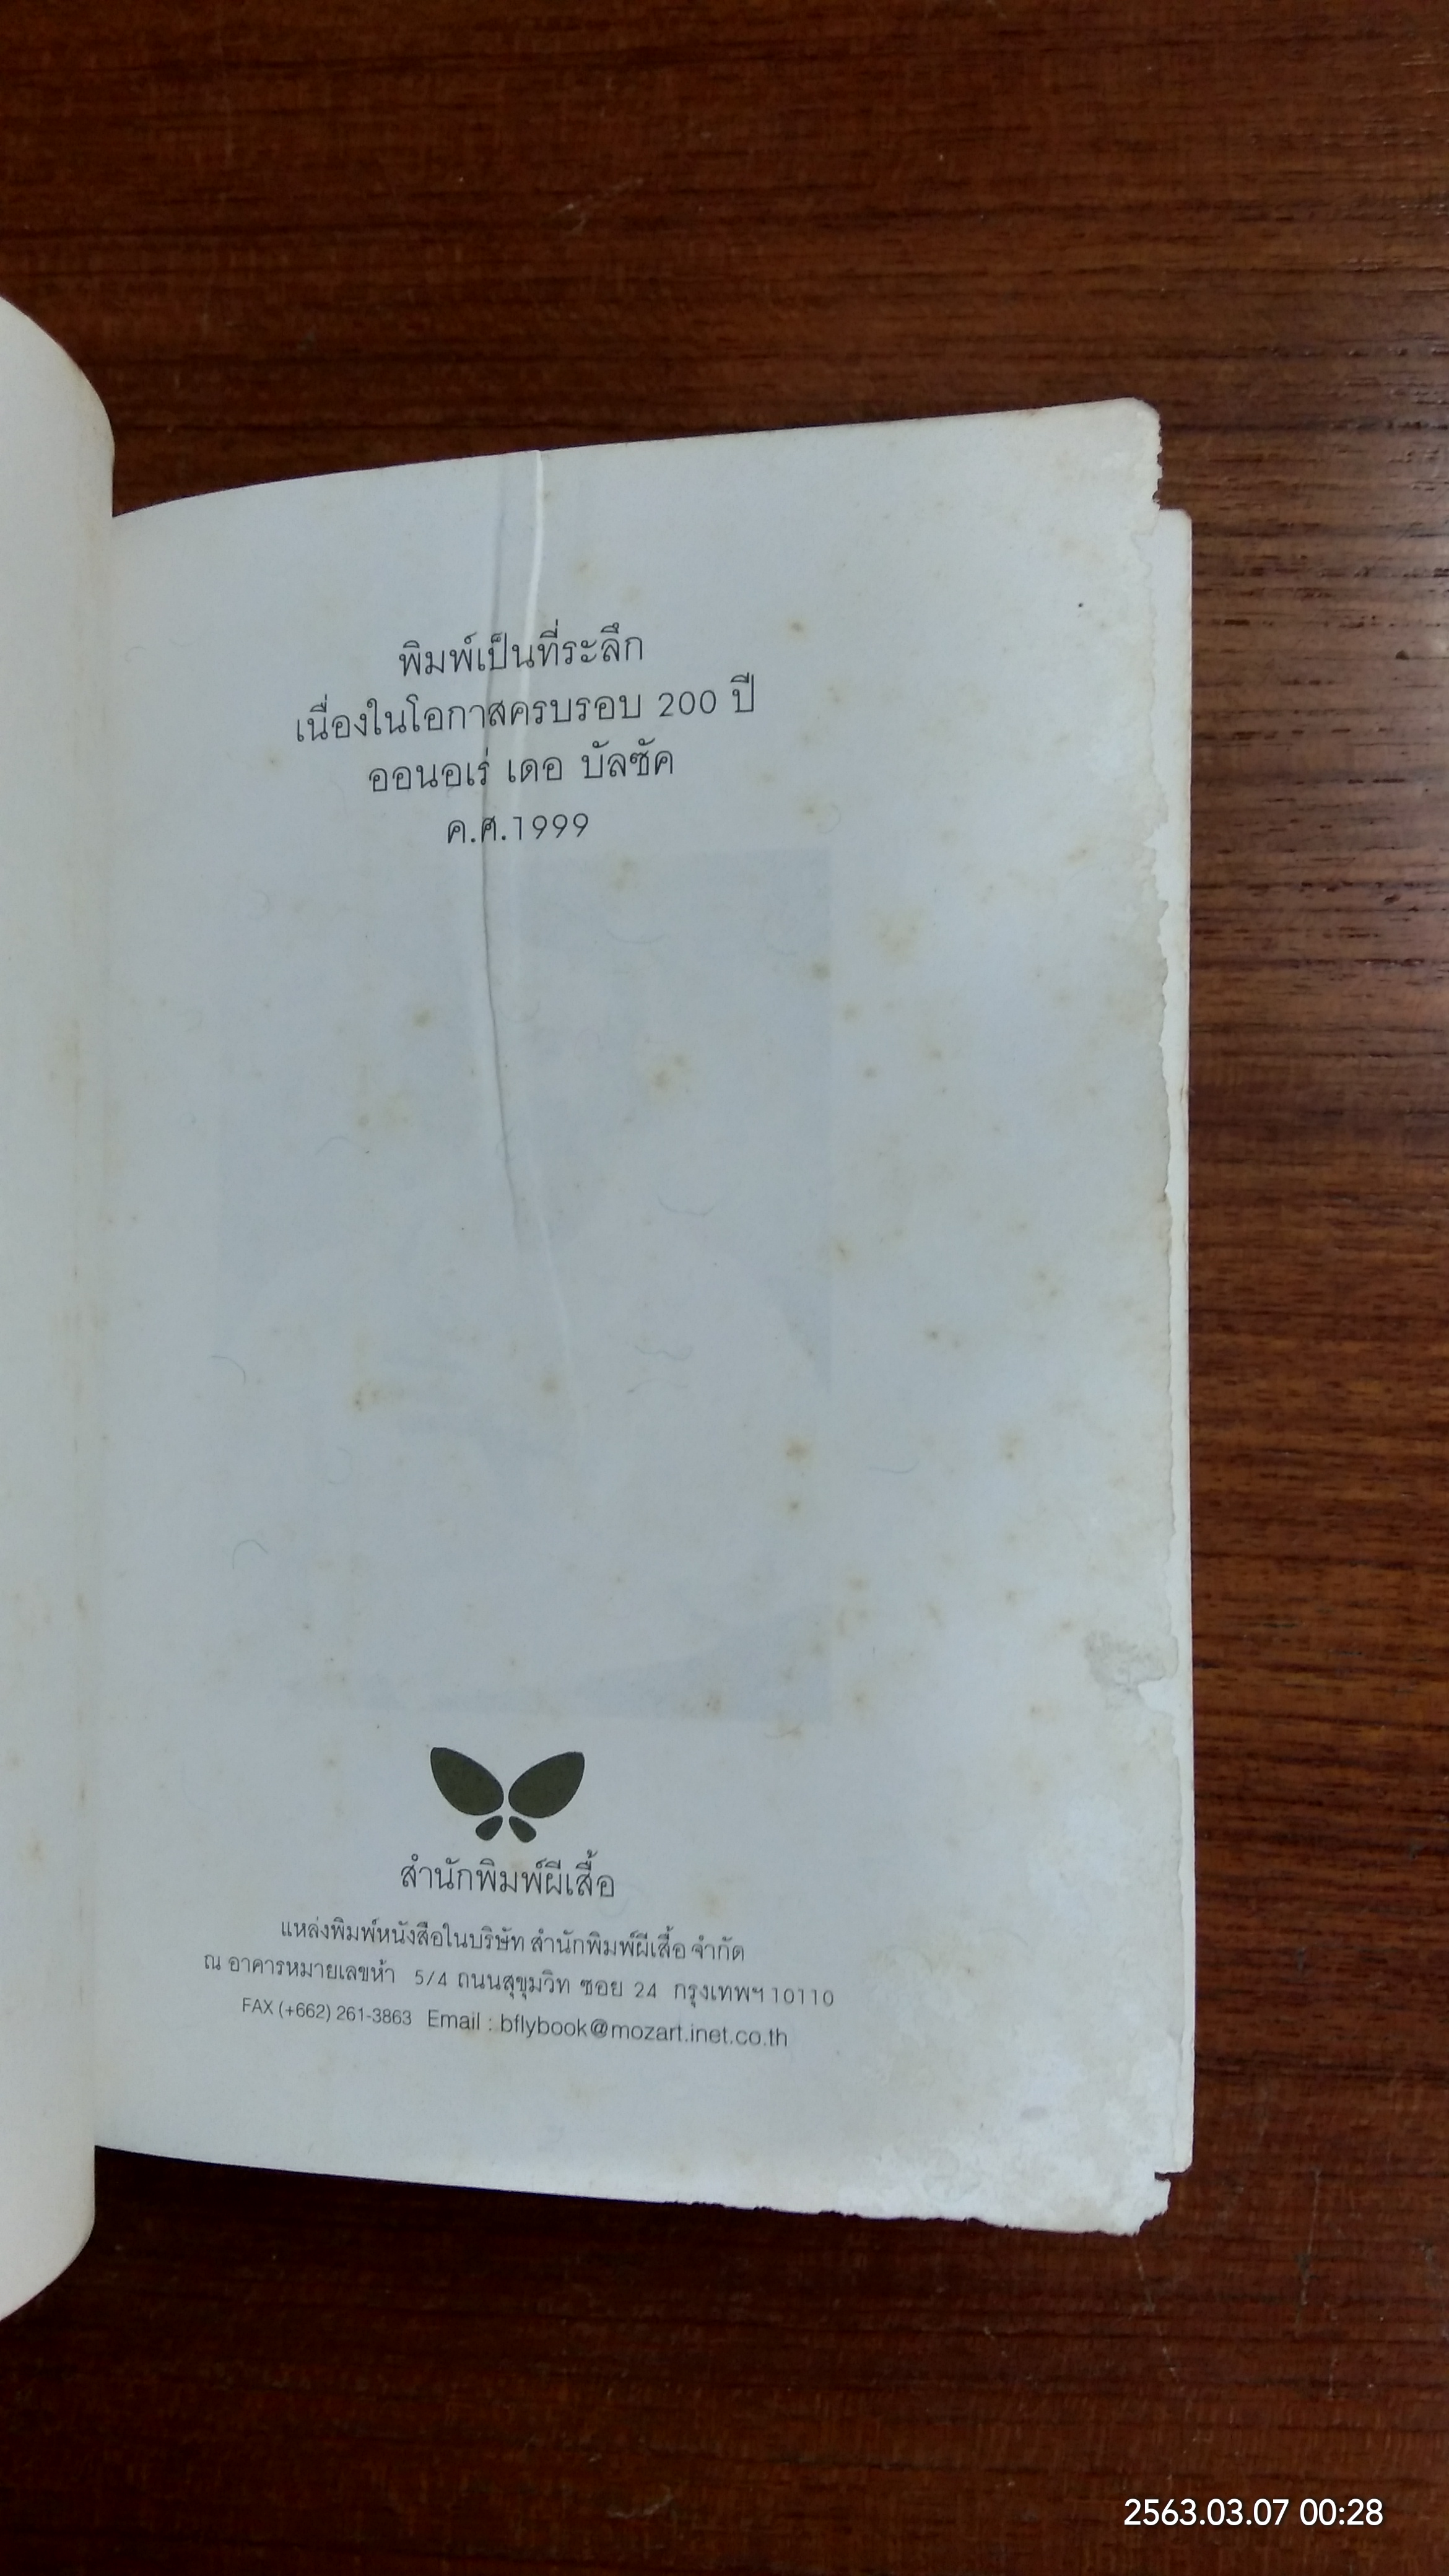 พิมพ์เป็นที่ระลึก
เนื่องในโอกาสครบรอบ 200 ปี
ออนอเร่ เดอ บัลซัค
ค.ศ.1999
สำนักพิมพ์ผีเสื้อ
แหล่งพิมพ์หนังสือในบริษัท สำนักพิมพ์ผีเสื้อ จำกัด
ณ อาคารหมายเลขห้า 5/4 ถนนสุขุมวิท ซอย 24 กรุงเทพฯ 10110
FAX (+662) 261-3863 Email : bflybook@mozart.inet.co.th
2563.03.07 00:28